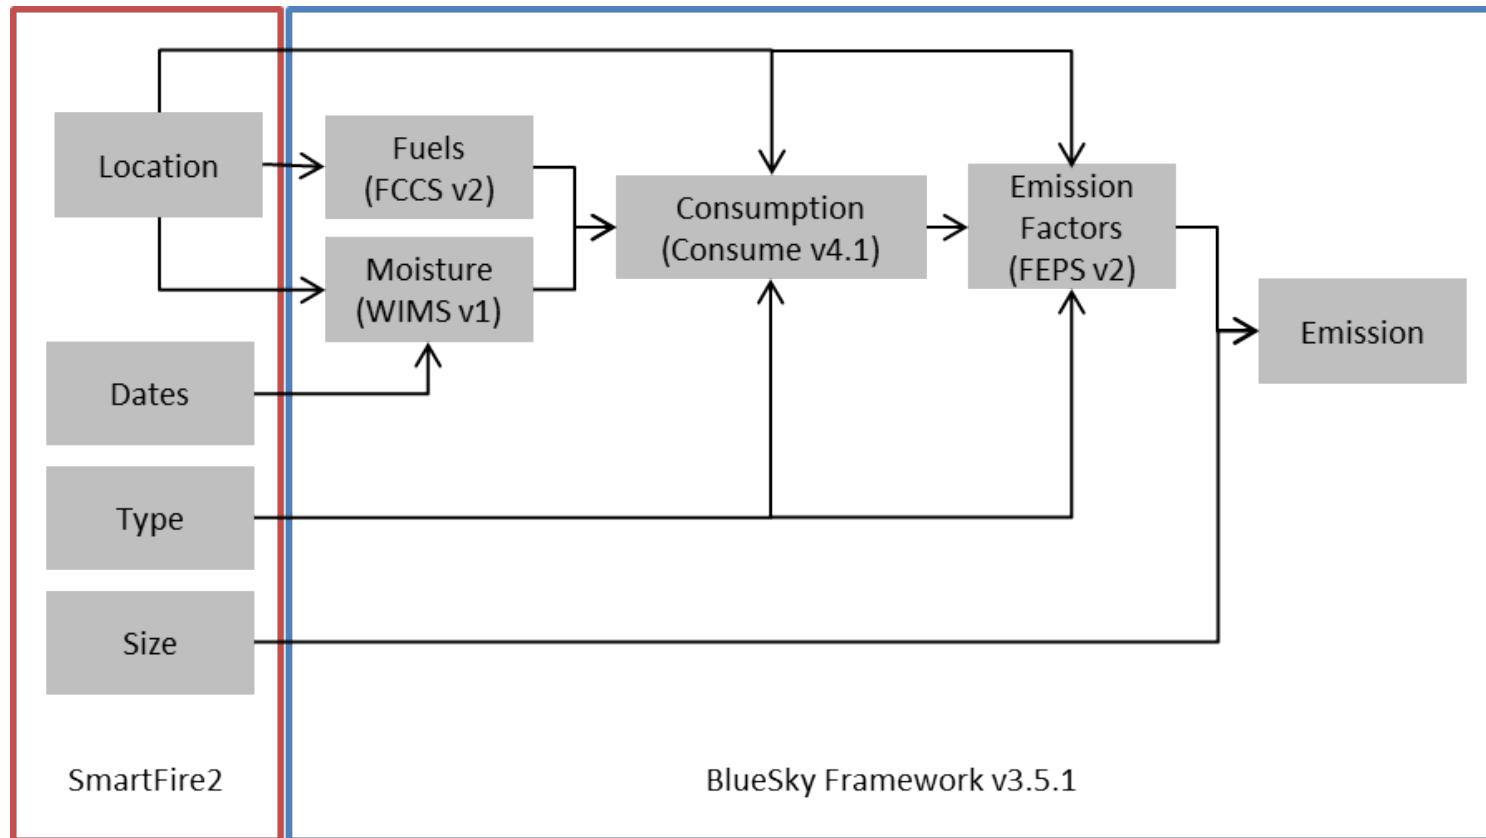 Location
Fuels
(FCCS v2)
Moisture
(WIMS v1)
Consumption
(Consume v4.1)
Emission
Factors
(FEPS v2)
Emission
Dates
Type
Size
SmartFire2
BlueSky Framework v3.5.1